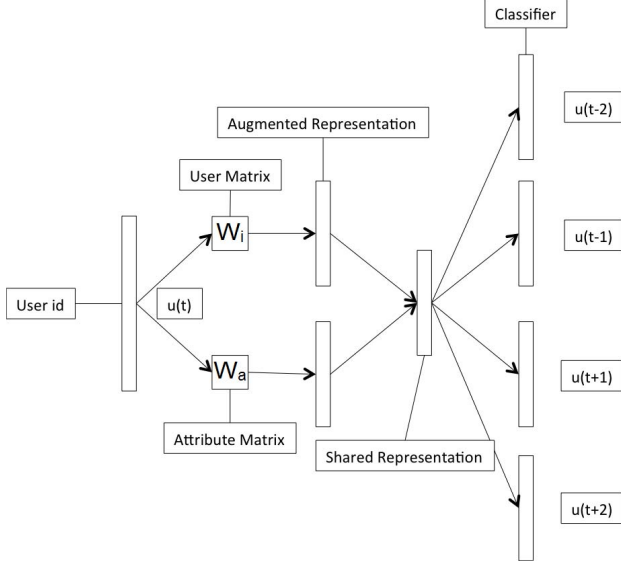 Classifier
u(t-2)
Augmented Representation
User Matrix
Wi
u(t-1)
User id
u(t)
Wa
u(t+1)
Attribute Matrix
Shared Representation
u(t+2)